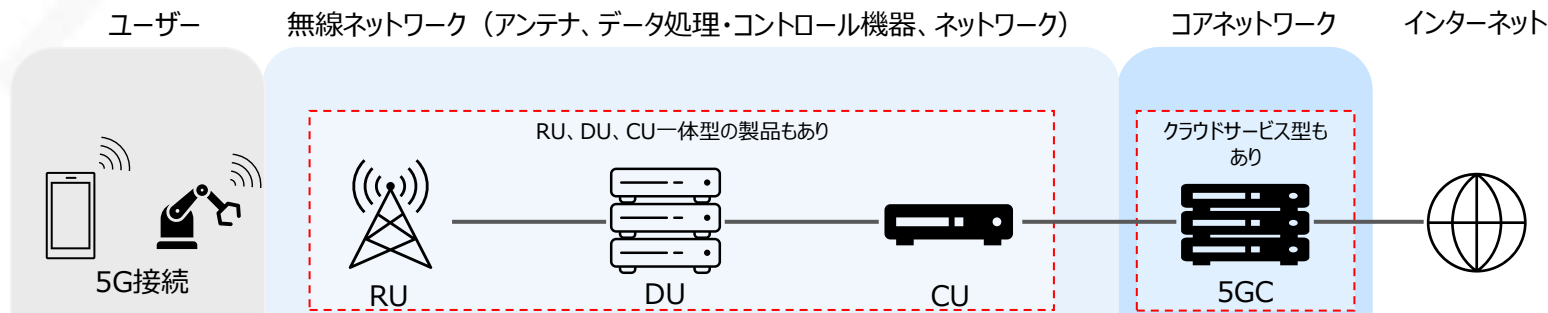 ユーザー
無線ネットワーク（アンテナ、データ処理・コントロール機器、ネットワーク）
コアネットワーク
インターネット
RU、DU、CU一体型の製品もあり
クラウドサービス型も
あり
5G接続
RU
DU
CU
5GC